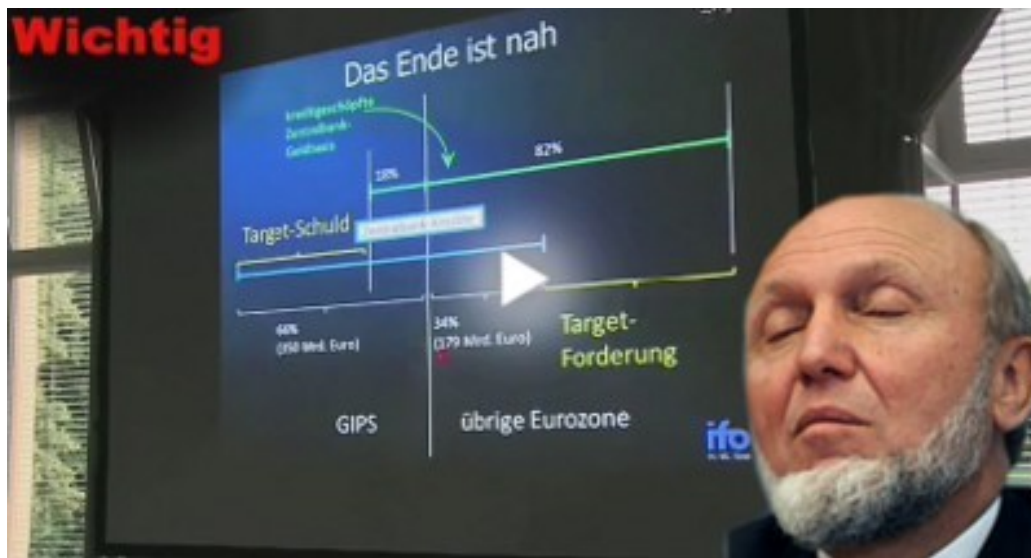 Wichtig
Das Ende ist nah
kreditgeschöpfte
Zentralbank-
Geldbasis
18%
82%
Target-Schuld
66%
(350 Mrd. Euro)
34%
(179 Mrd. Euro)
Target-
Forderung
GIPS
übrige Eurozone
ifo